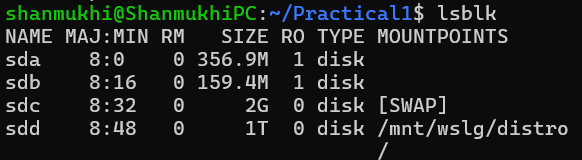 shanmukhi@ShanmukhiPC:~/Practical1$ lsblk
NAME MAJ:MIN RM   SIZE RO TYPE MOUNTPOINTS
sda    8:0    0 356.9M  1 disk
sdb    8:16   0 159.4M  1 disk
sdc    8:32   0     2G  0 disk [SWAP]
sdd    8:48   0     1T  0 disk /mnt/wslg/distro
                               /